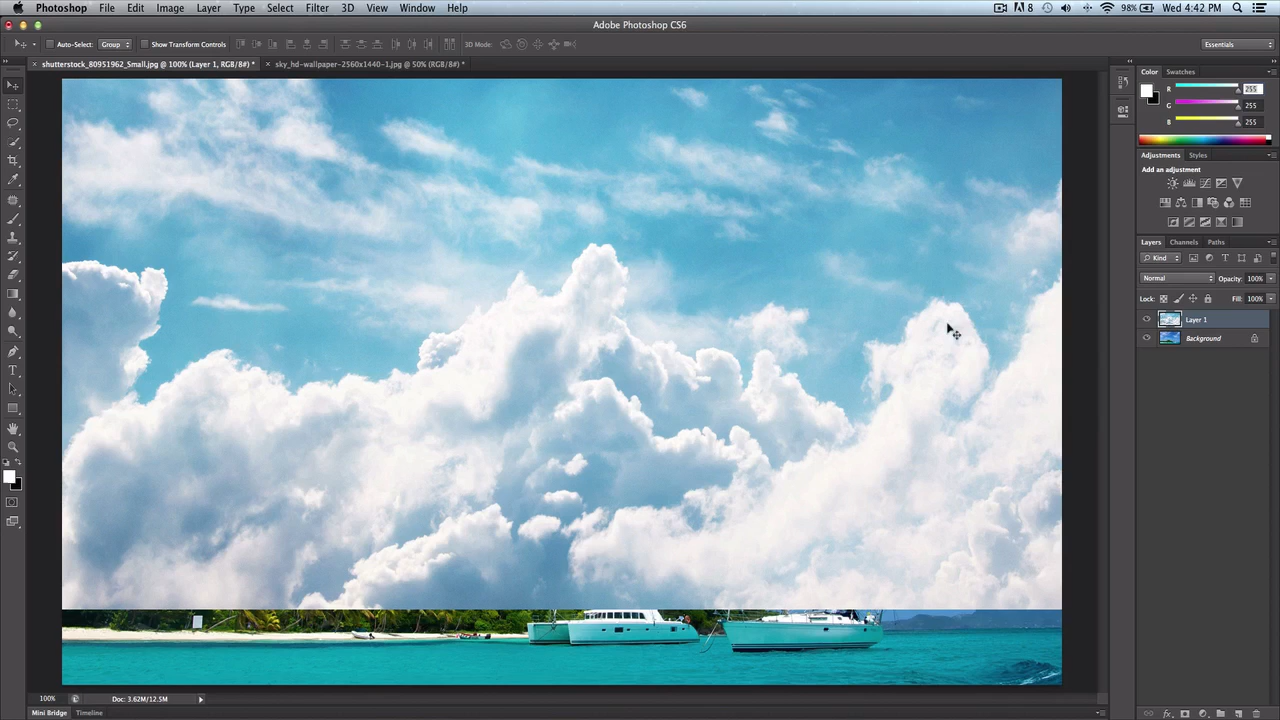 Photoshop File Edit Image Layer Type Select Filter 3D View Window Help 8 98% Wed 4:42 PM
Adobe Photoshop CS6
Auto-Select: Group Show Transform Controls 3D Mode: Essentials
shutterstock_80951962_Small.jpg @ 100% (Layer 1, RGB/8#) * sky_hd-wallpaper-2560x1440-1.jpg @ 50% (RGB/8#) *
Color Swatches
R 255
G 255
B 255
Adjustments Styles
Add an adjustment
Layers Channels Paths
Kind
Normal Opacity: 100%
Lock: Fill: 100%
Layer 1
Background
100% Doc: 3.62M/12.5M
Mini Bridge Timeline